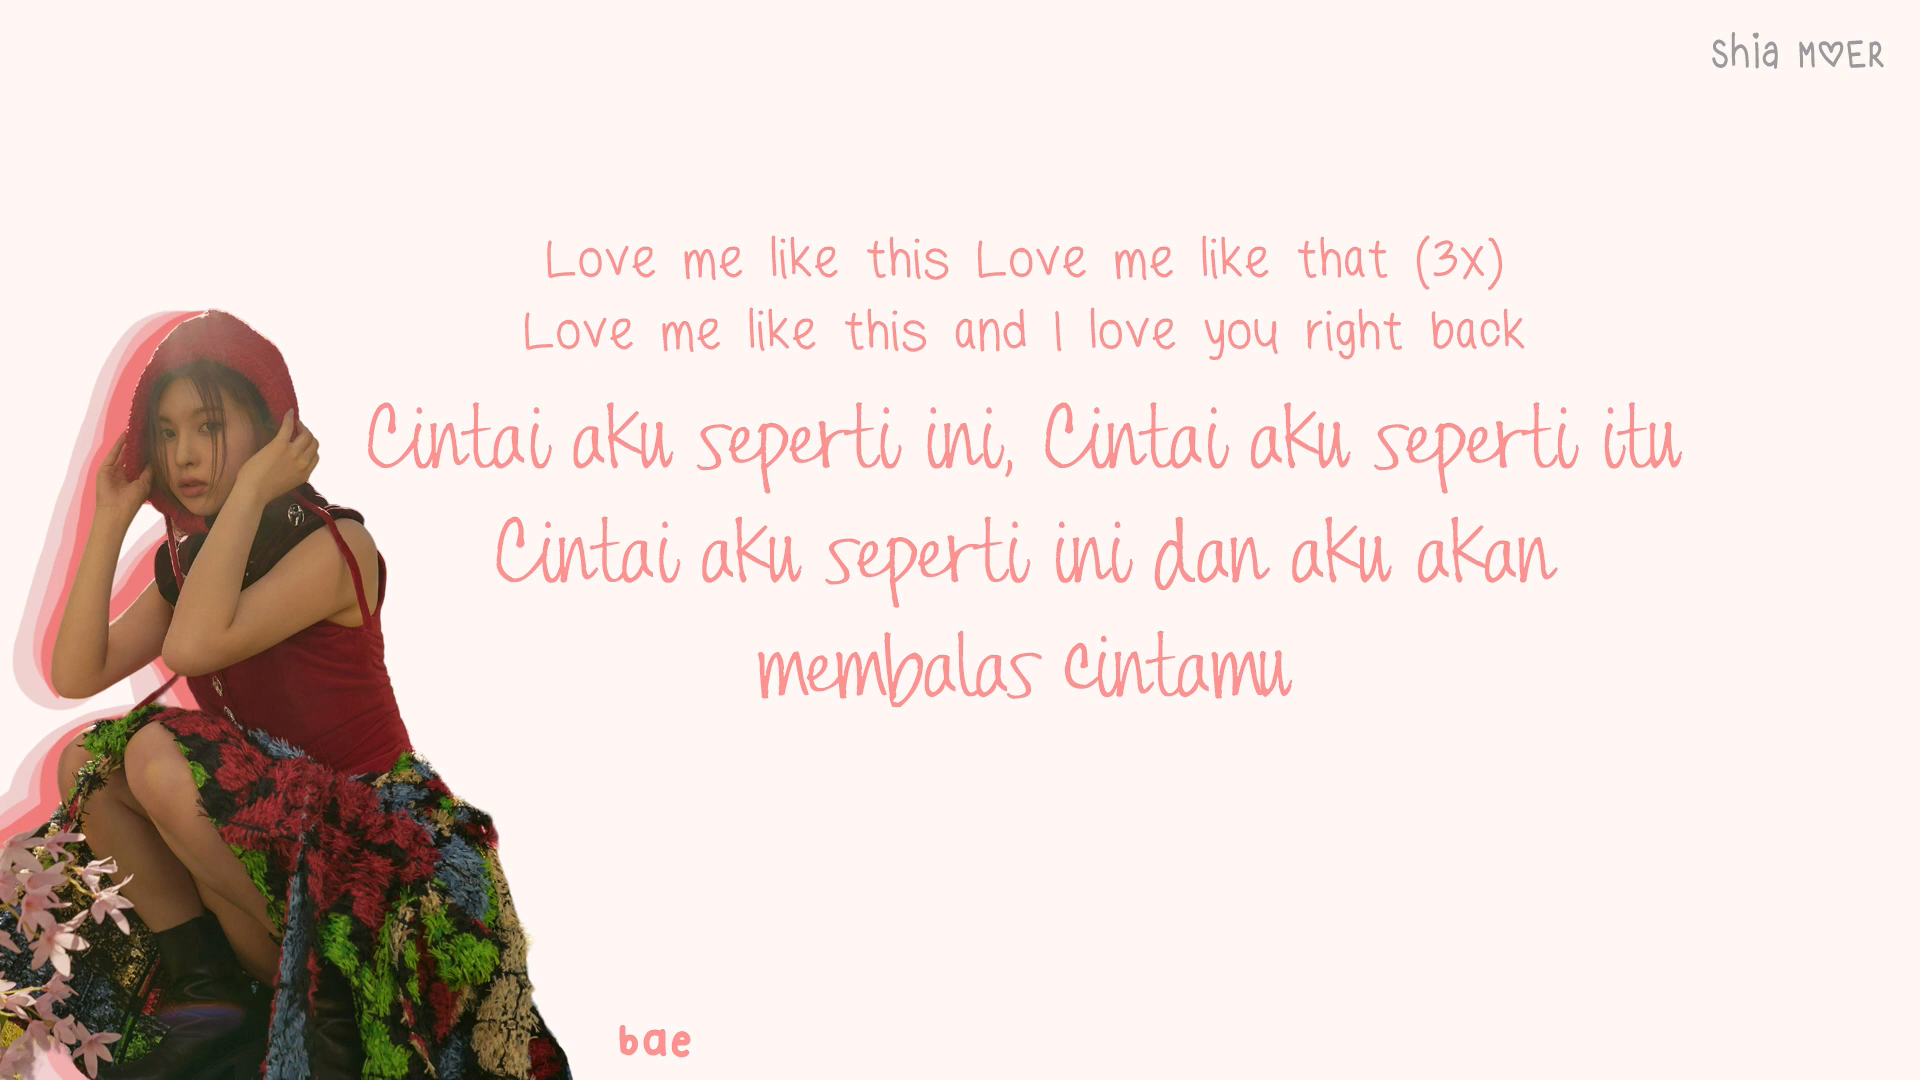 Shia M♡ER
Love me like this Love me like that (3x)
Love me like this and I love you right back
Cintai aku seperti ini, Cintai aku seperti itu
Cintai aku seperti ini dan aku akan
membalas cintamu
bae